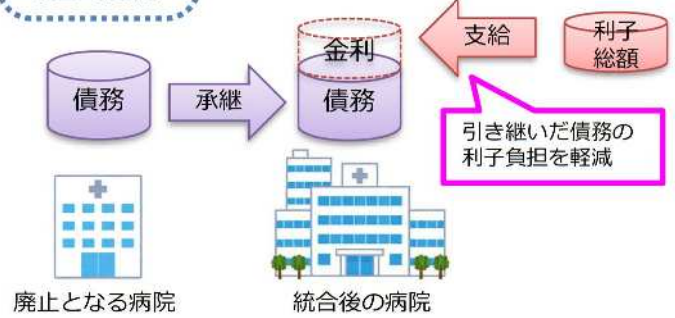 金利
支給
利子
総額
債務
承継
債務
引き継いだ債務の
利子負担を軽減
廃止となる病院
統合後の病院